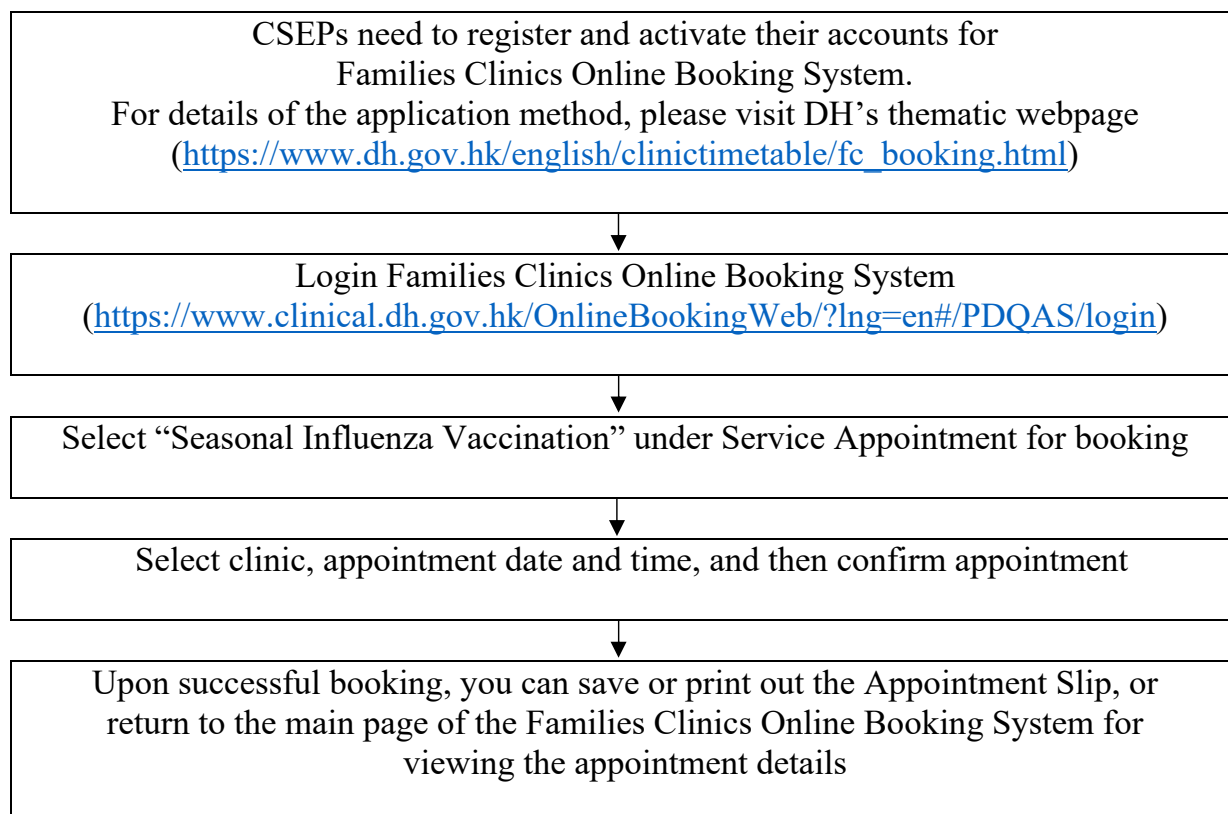 CSEPs need to register and activate their accounts for
Families Clinics Online Booking System.
For details of the application method, please visit DH’s thematic webpage
(https://www.dh.gov.hk/english/clinictimetable/fc_booking.html)
Login Families Clinics Online Booking System
(https://www.clinical.dh.gov.hk/OnlineBookingWeb/?lng=en#/PDQAS/login)
Select “Seasonal Influenza Vaccination” under Service Appointment for booking
Select clinic, appointment date and time, and then confirm appointment
Upon successful booking, you can save or print out the Appointment Slip, or
return to the main page of the Families Clinics Online Booking System for
viewing the appointment details